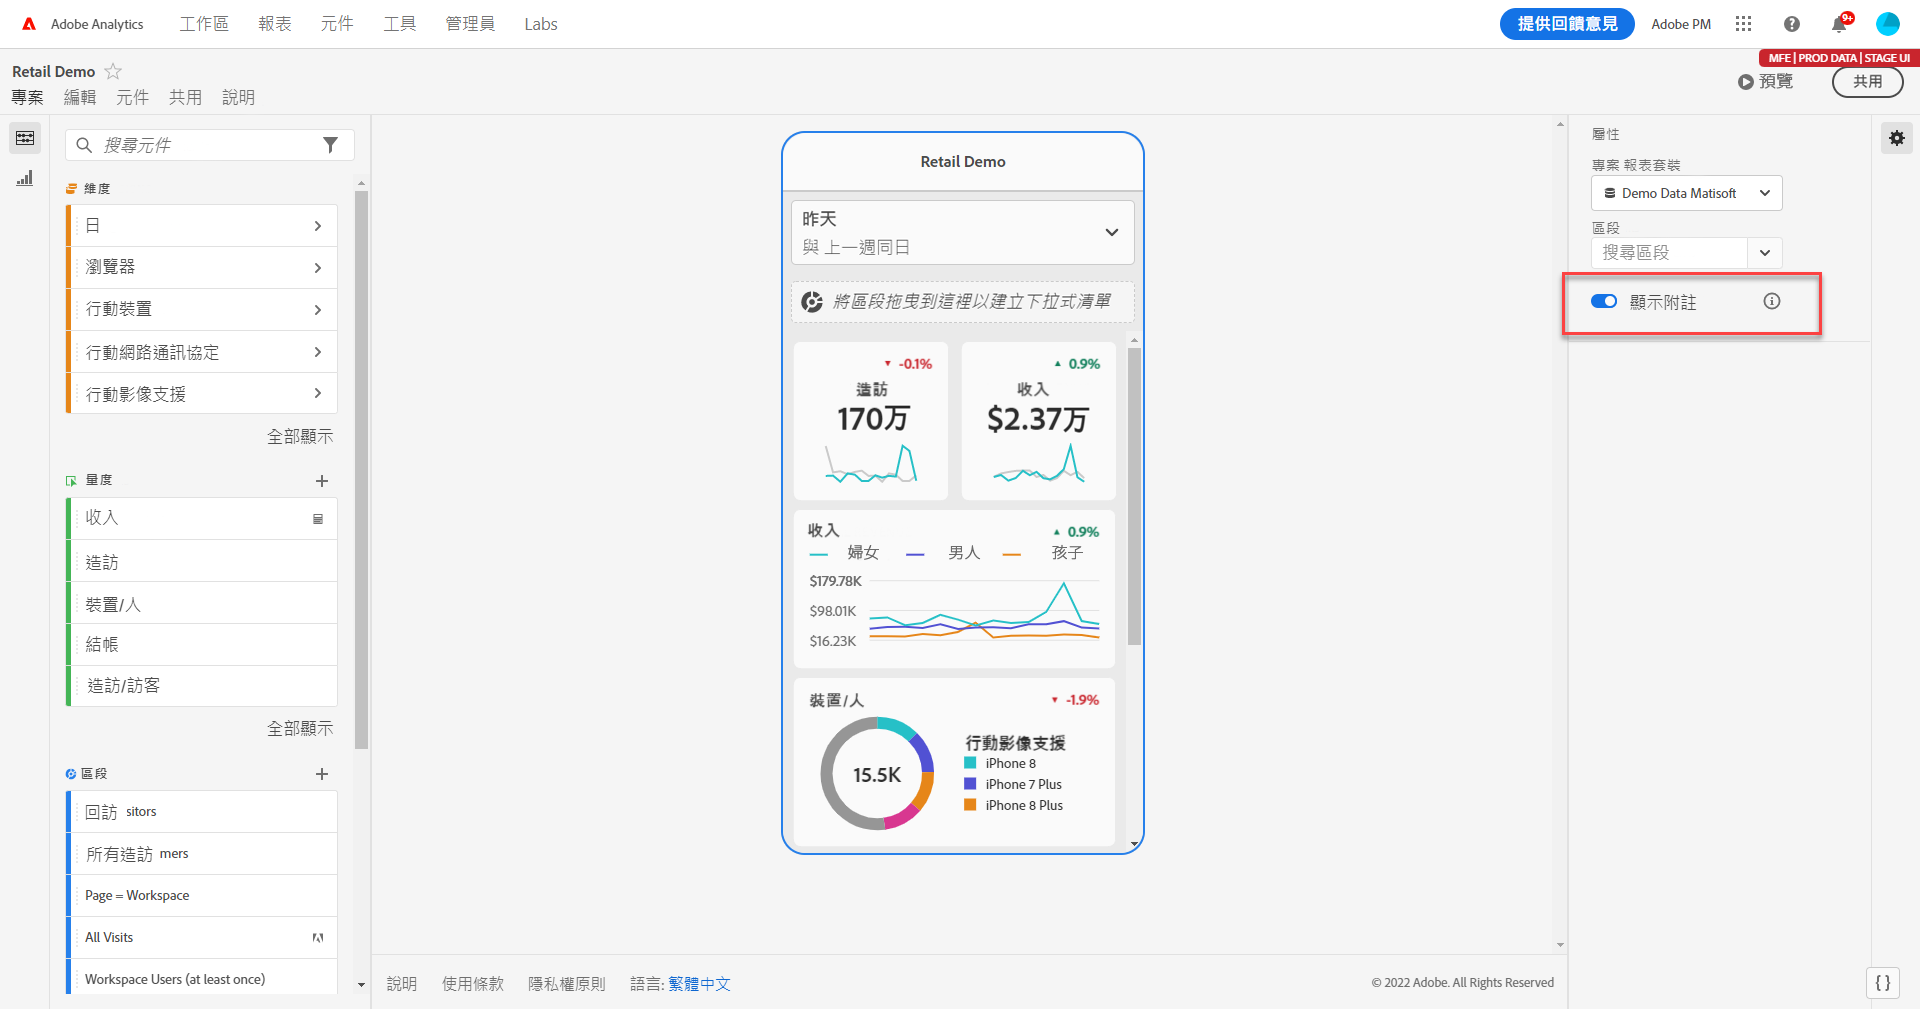 Adobe Analytics 工作區 報表 元件 工具 管理員 Labs 提供回饋意見 Adobe PM 9+
MFE | PROD DATA | STAGE UI
Retail Demo
預覽 共用
專案 編輯 元件 共用 說明
搜尋元件
維度
日
瀏覽器
行動裝置
行動網路通訊協定
行動影像支援
全部顯示
量度
收入
造訪
裝置/人
結帳
造訪/訪客
全部顯示
區段
回訪 sitors
所有造訪 mers
Page = Workspace
All Visits
Workspace Users (at least once)
Retail Demo
昨天
與 上一週同日
將區段拖曳到這裡以建立下拉式清單
-0.1%
造訪
170万
0.9%
收入
$2.37万
收入 0.9%
婦女 男人 孩子
$179.78K
$98.01K
$16.23K
裝置/人 -1.9%
15.5K
行動影像支援
iPhone 8
iPhone 7 Plus
iPhone 8 Plus
屬性
專案 報表套裝
Demo Data Matisoft
區段
搜尋區段
顯示附註
說明 使用條款 隱私權原則 語言: 繁體中文
© 2022 Adobe. All Rights Reserved
{ }